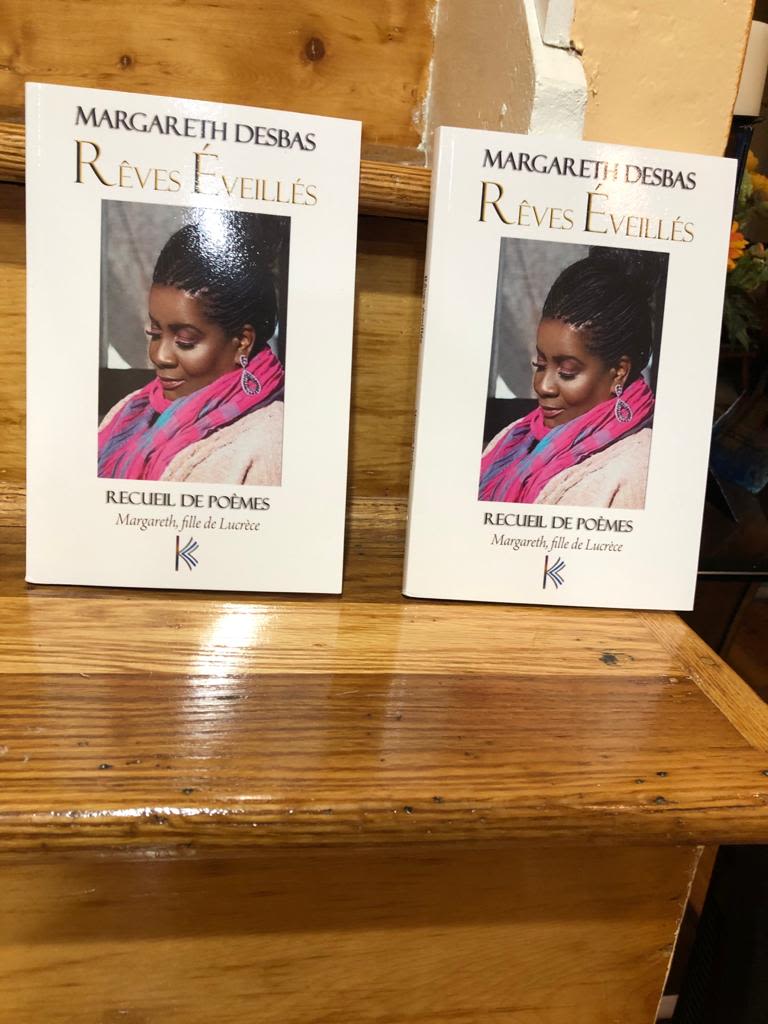 MARGARETH DESBAS
RÊVES ÉVEILLÉS
RECUEIL DE POÈMES
Margareth, fille de Lucrèce
MARGARETH DESBAS
RÊVES ÉVEILLÉS
RECUEIL DE POÈMES
Margareth, fille de Lucrèce